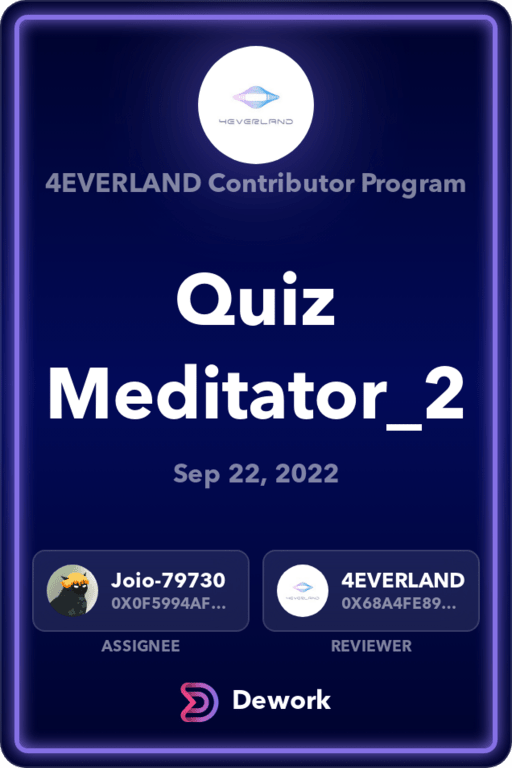 4EVERLAND
4EVERLAND Contributor Program
Quiz
Meditator_2
Sep 22, 2022
Joio-79730
0X0F5994AF...
ASSIGNEE
4EVERLAND
4EVERLAND
0X68A4FE89...
REVIEWER
Dework